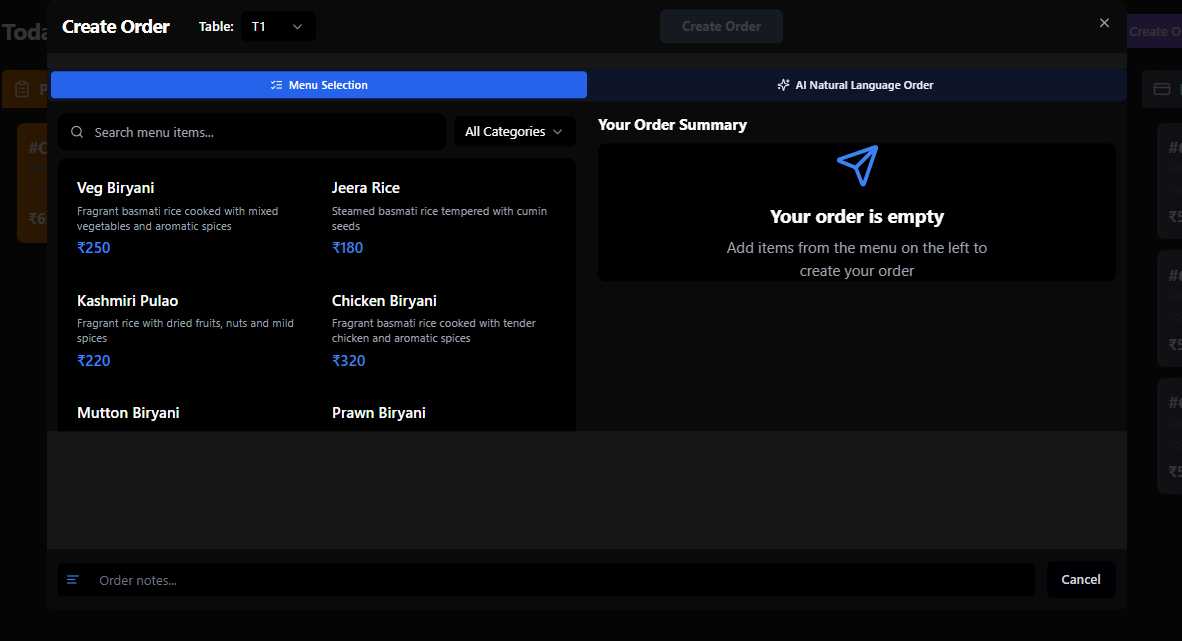 Create Order
Table: T1
Create Order
Menu Selection
AI Natural Language Order
Search menu items...
All Categories
Your Order Summary
Veg Biryani
Fragrant basmati rice cooked with mixed
vegetables and aromatic spices
₹250
Jeera Rice
Steamed basmati rice tempered with cumin
seeds
₹180
Your order is empty
Add items from the menu on the left to
create your order
Kashmiri Pulao
Fragrant rice with dried fruits, nuts and mild
spices
₹220
Chicken Biryani
Fragrant basmati rice cooked with tender
chicken and aromatic spices
₹320
Mutton Biryani
Prawn Biryani
Order notes...
Cancel